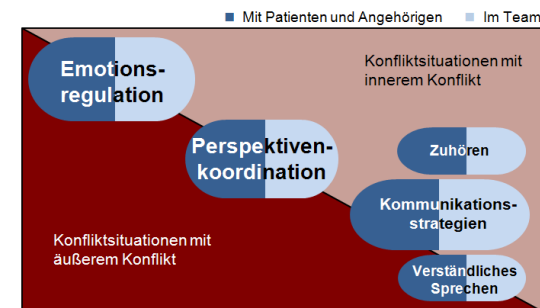 Mit Patienten und Angehörigen
Im Team
Emotions-
regulation
Konfliktsituationen mit
innerem Konflikt
Perspektiven-
koordination
Zuhören
Kommunikations-
strategien
Konfliktsituationen mit
äußerem Konflikt
Verständliches
Sprechen